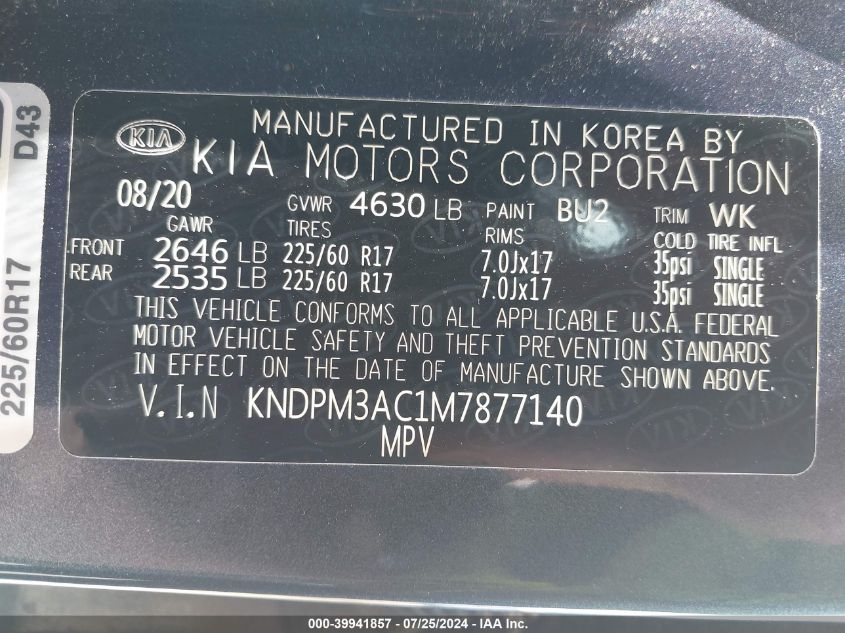 D43
225/60R17
KIA
MANUFACTURED IN KOREA BY
KIA MOTORS CORPORATION
08/20 GVWR 4630 LB PAINT BU2 TRIM WK
GAWR TIRES RIMS COLD TIRE INFL
FRONT 2646 LB 225/60 R17 7.0Jx17 35psi SINGLE
REAR 2535 LB 225/60 R17 7.0Jx17 35psi SINGLE
THIS VEHICLE CONFORMS TO ALL APPLICABLE U.S.A. FEDERAL
MOTOR VEHICLE SAFETY AND THEFT PREVENTION STANDARDS
IN EFFECT ON THE DATE OF MANUFACTURE SHOWN ABOVE.
V.I.N KNDPM3AC1M7877140
MPV
000-39941857 - 07/25/2024 - IAAI.com